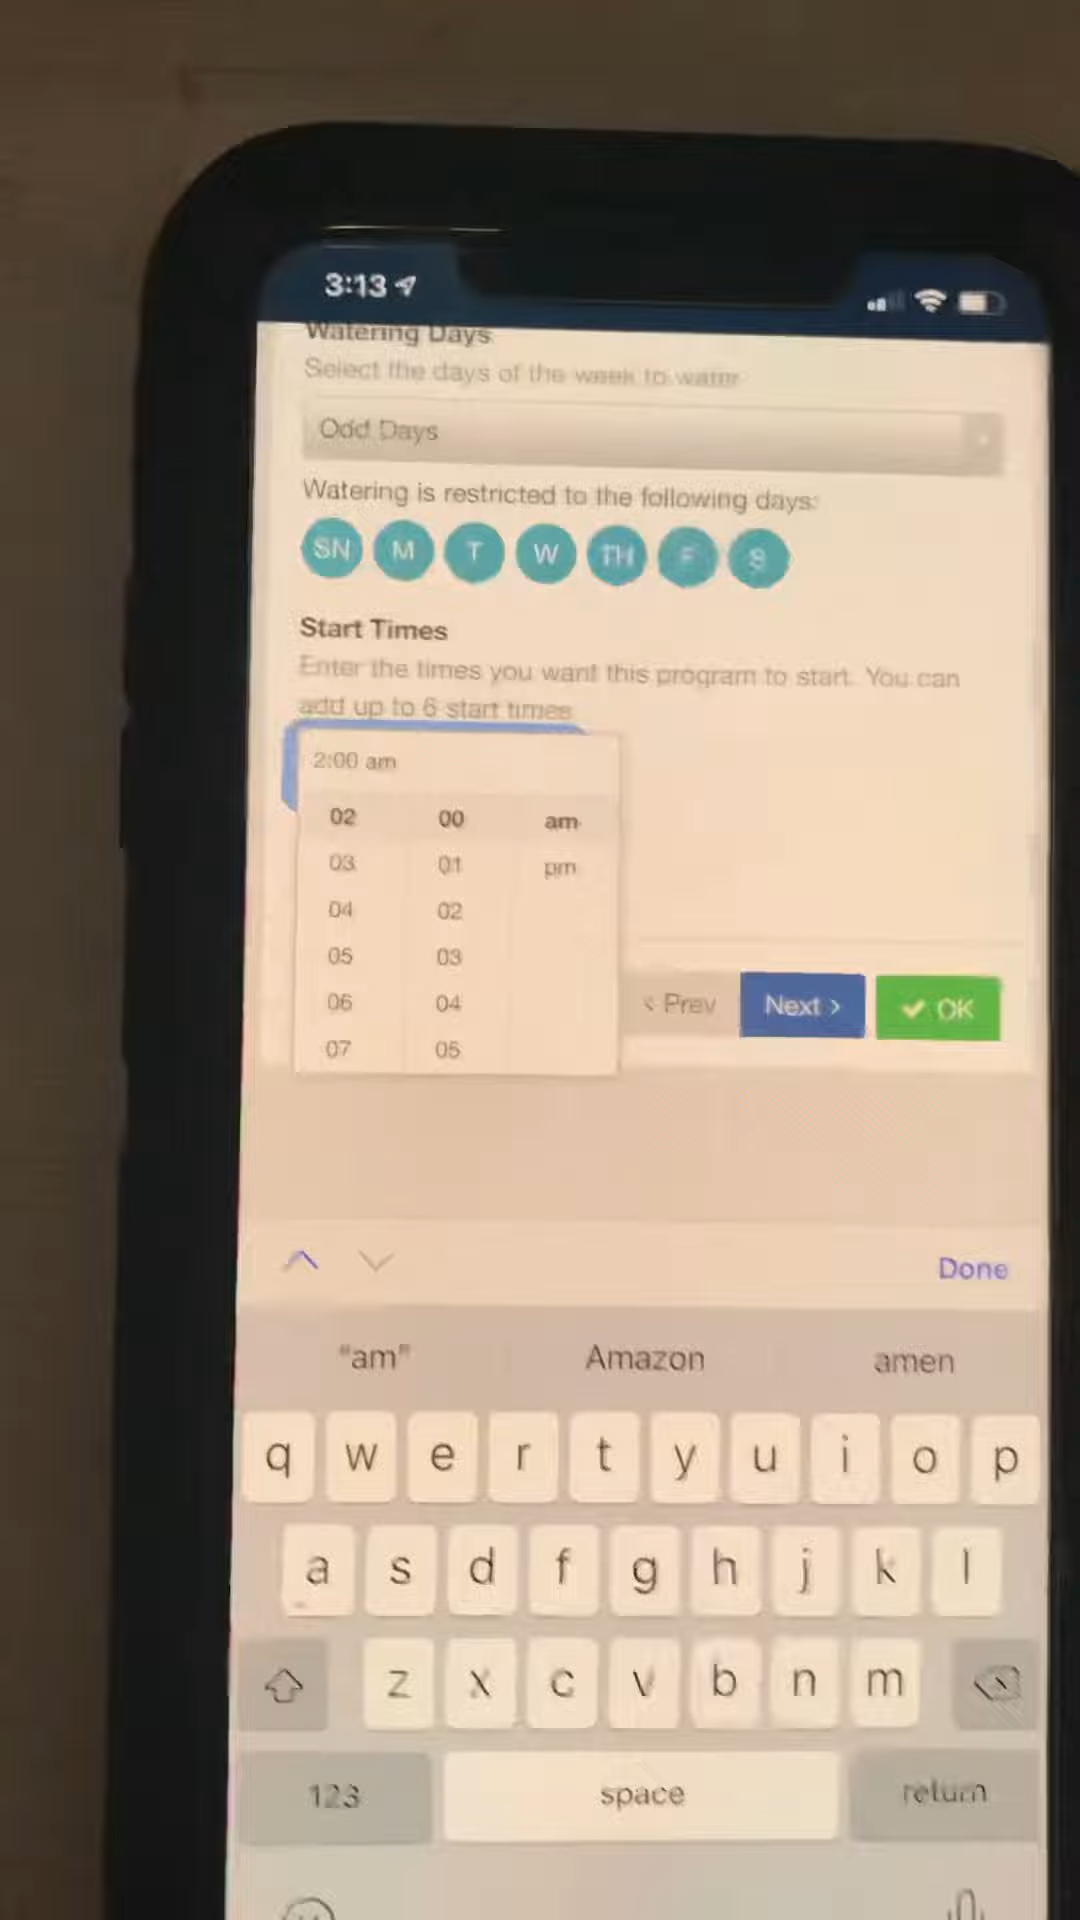 3:13
Watering Days
Select the days of the week to water
Odd Days
Watering is restricted to the following days:
SN M T W TH F S
Start Times
Enter the times you want this program to start. You can
add up to 6 start times
2:00 am
02 00 am
03 01 pm
04 02
05 03
06 04
07 05
< Prev Next > OK
Done
"am" Amazon amen
q w e r t y u i o p
a s d f g h j k l
z x c v b n m
123 space return